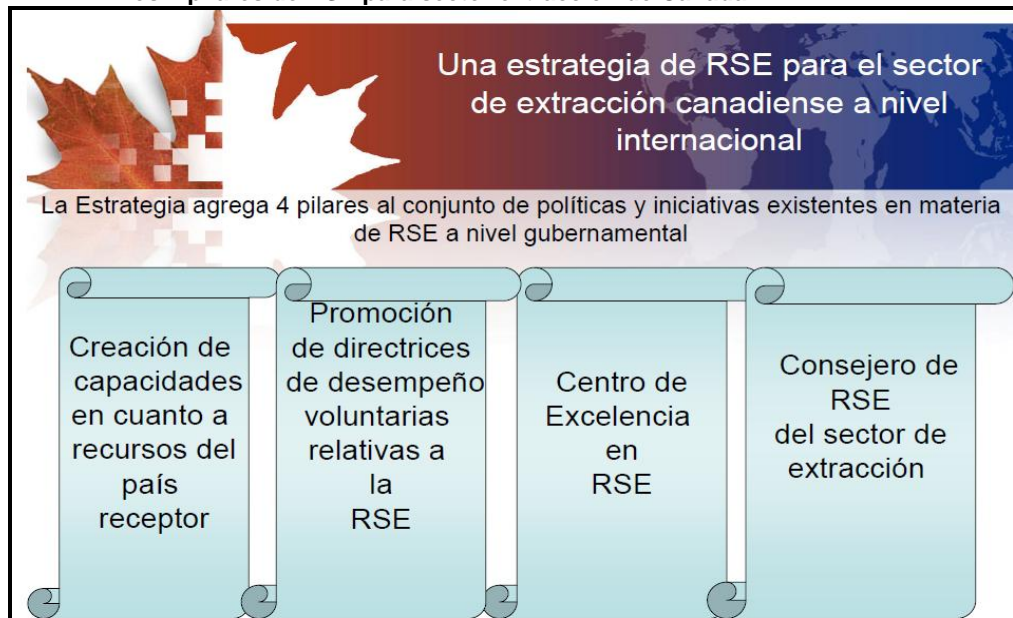 Una estrategia de RSE para el sector
de extracción canadiense a nivel
internacional
La Estrategia agrega 4 pilares al conjunto de políticas y iniciativas existentes en materia
de RSE a nivel gubernamental
Creación de
capacidades
en cuanto a
recursos del
país
receptor
Promoción
de directrices
de desempeño
voluntarias
relativas a
la
RSE
Centro de
Excelencia
en
RSE
Consejero de
RSE
del sector de
extracción